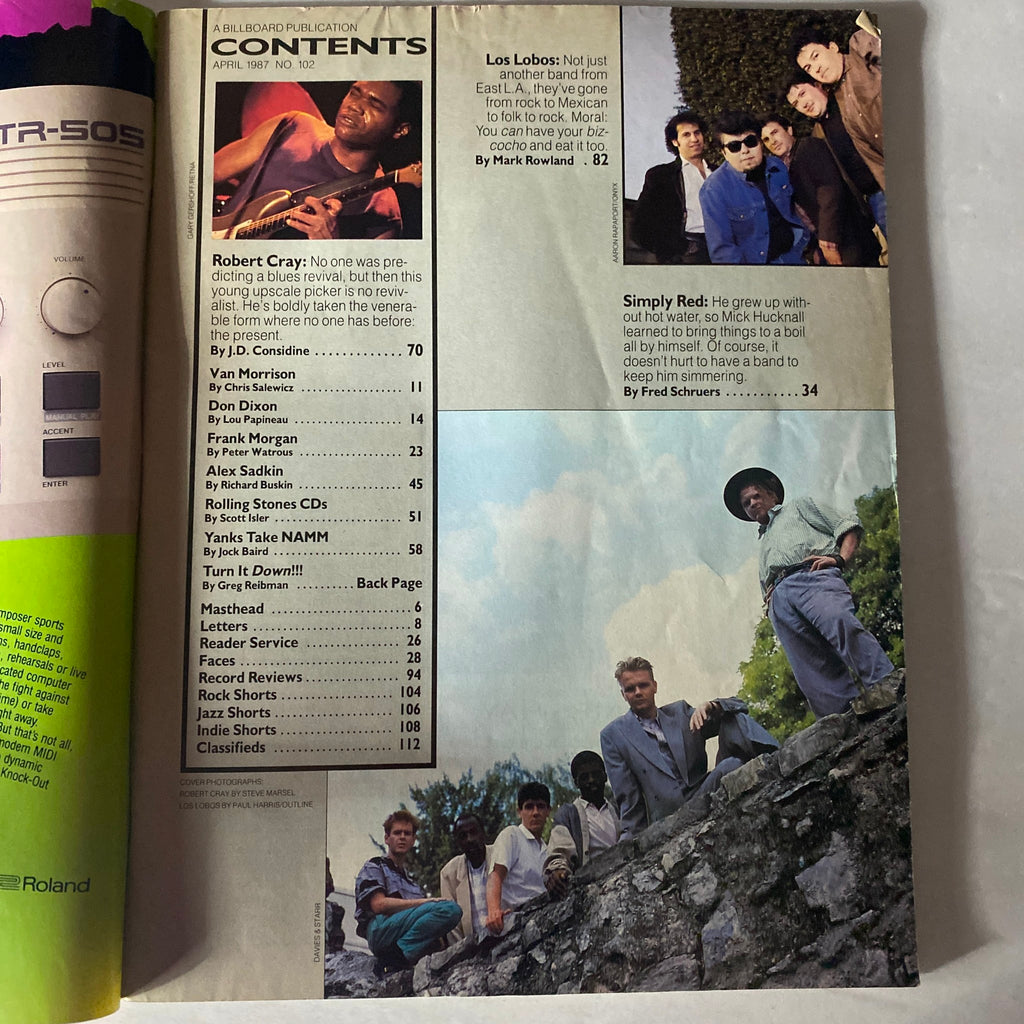 TR-505
VOLUME
LEVEL
MANUAL PLAY
ACCENT
ENTER
mposer sports
small size and
ns, handclaps,
, rehearsals or live
cated computer
he fight against
ime) or take
ght away.
But that's not all,
modern MIDI
dynamic
Knock-Out
Roland
A BILLBOARD PUBLICATION
CONTENTS
APRIL 1987 NO. 102
GARY GERSHOFF/RETNA
Robert Cray: No one was pre-
dicting a blues revival, but then this
young upscale picker is no reviv-
alist. He's boldly taken the venera-
ble form where no one has before:
the present.
By J.D. Considine ............. 70
Van Morrison
By Chris Salewicz .................... 11
Don Dixon
By Lou Papineau ..................... 14
Frank Morgan
By Peter Watrous .................... 23
Alex Sadkin
By Richard Buskin .................... 45
Rolling Stones CDs
By Scott Isler ......................... 51
Yanks Take NAMM
By Jock Baird ......................... 58
Turn It Down!!!
By Greg Reibman .......... Back Page
Masthead ...................... 6
Letters .......................... 8
Reader Service ................ 26
Faces ............................ 28
Record Reviews ................ 94
Rock Shorts .................. 104
Jazz Shorts .................... 106
Indie Shorts .................... 108
Classifieds ...................... 112
COVER PHOTOGRAPHS:
ROBERT CRAY BY STEVE MARSEL
LOS LOBOS BY PAUL HARRIS/OUTLINE
Los Lobos: Not just
another band from
East L.A., they've gone
from rock to Mexican
to folk to rock. Moral:
You can have your biz-
cocho and eat it too.
By Mark Rowland . 82
AARON RAPAPORT/ONYX
Simply Red: He grew up with-
out hot water, so Mick Hucknall
learned to bring things to a boil
all by himself. Of course, it
doesn't hurt to have a band to
keep him simmering.
By Fred Schruers .......... 34
DAVIES & STARR